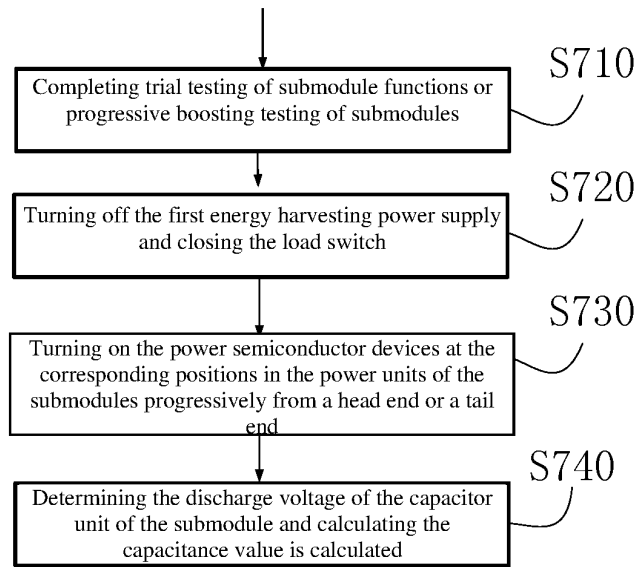 S710
Completing trial testing of submodule functions or
progressive boosting testing of submodules
S720
Turning off the first energy harvesting power supply
and closing the load switch
S730
Turning on the power semiconductor devices at the
corresponding positions in the power units of the
submodules progressively from a head end or a tail
end
S740
Determining the discharge voltage of the capacitor
unit of the submodule and calculating the
capacitance value is calculated